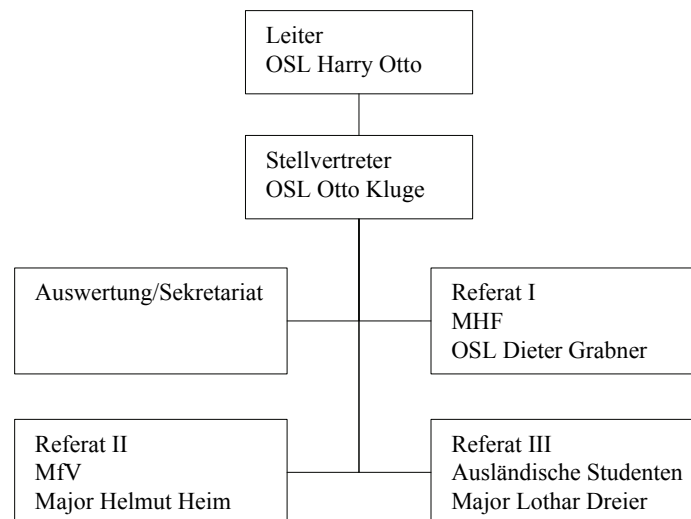 Leiter
OSL Harry Otto
Stellvertreter
OSL Otto Kluge
Auswertung/Sekretariat
Referat I
MHF
OSL Dieter Grabner
Referat II
MfV
Major Helmut Heim
Referat III
Ausländische Studenten
Major Lothar Dreier